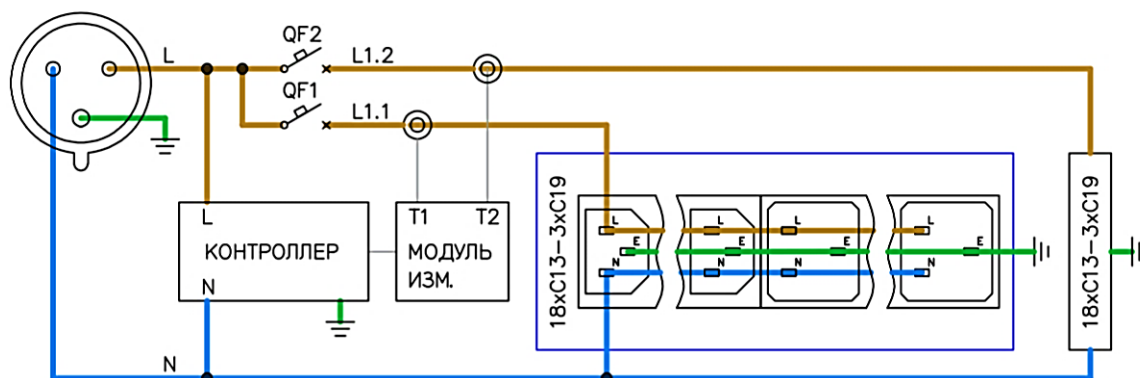 QF2
L
L1.2
QF1
L1.1
18xC13-3xC19
18xC13-3xC19
L
T1 T2
КОНТРОЛЛЕР
МОДУЛЬ
ИЗМ.
N
L
L
L
L
E
E
E
E
N
N
N
N
N